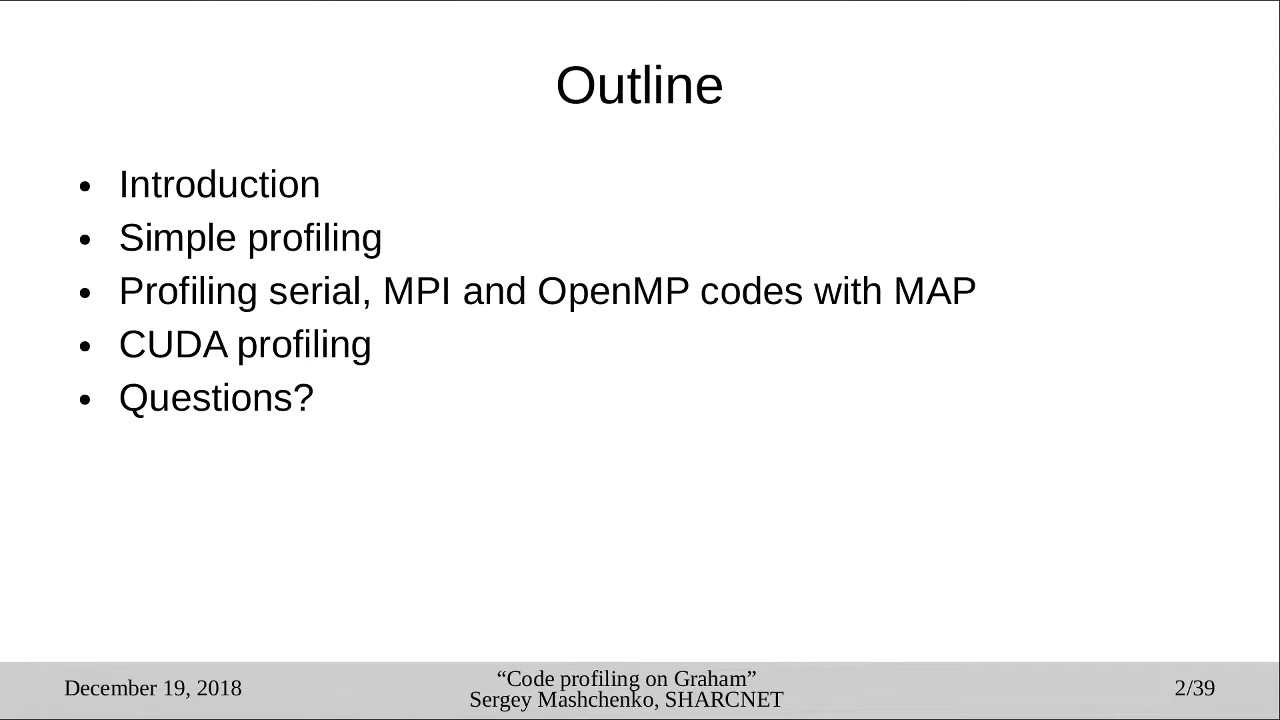 Outline
• Introduction
• Simple profiling
• Profiling serial, MPI and OpenMP codes with MAP
• CUDA profiling
• Questions?
December 19, 2018
“Code profiling on Graham”
Sergey Mashchenko, SHARCNET
2/39